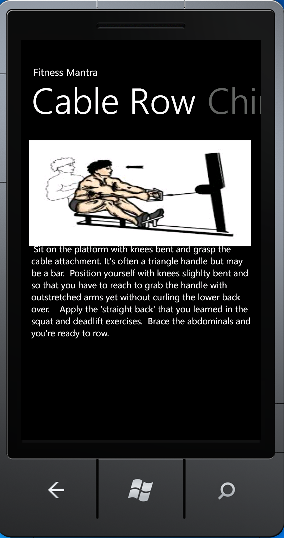 Fitness Mantra
Cable Row Chi
Sit on the platform with knees bent and grasp the
cable attachment. It's often a triangle handle but may
be a bar. Position yourself with knees slighlty bent and
so that you have to reach to grab the handle with
outstretched arms yet without curling the lower back
over. Apply the 'straight back' that you learned in the
squat and deadlift exercises. Brace the abdominals and
you're ready to row.